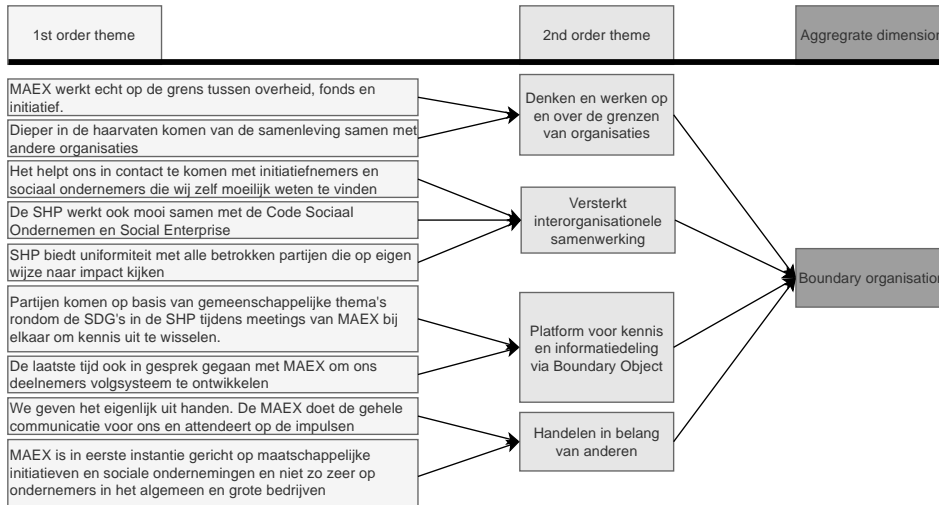 1st order theme
2nd order theme
Aggregrate dimension
MAEX werkt echt op de grens tussen overheid, fonds en
initiatief.
Dieper in de haarvaten komen van de samenleving samen met
andere organisaties
Het helpt ons in contact te komen met initiatiefnemers en
sociaal ondernemers die wij zelf moeilijk weten te vinden
De SHP werkt ook mooi samen met de Code Sociaal
Ondernemen en Social Enterprise
SHP biedt uniformiteit met alle betrokken partijen die op eigen
wijze naar impact kijken
Partijen komen op basis van gemeenschappelijke thema's
rondom de SDG's in de SHP tijdens meetings van MAEX bij
elkaar om kennis uit te wisselen.
De laatste tijd ook in gesprek gegaan met MAEX om ons
deelnemers volgsysteem te ontwikkelen
We geven het eigenlijk uit handen. De MAEX doet de gehele
communicatie voor ons en attendeert op de impulsen
MAEX is in eerste instantie gericht op maatschappelijke
initiatieven en sociale ondernemingen en niet zo zeer op
ondernemers in het algemeen en grote bedrijven
Denken en werken op
en over de grenzen
van organisaties
Versterkt
interorganisationele
samenwerking
Platform voor kennis
en informatiedeling
via Boundary Object
Handelen in belang
van anderen
Boundary organisation